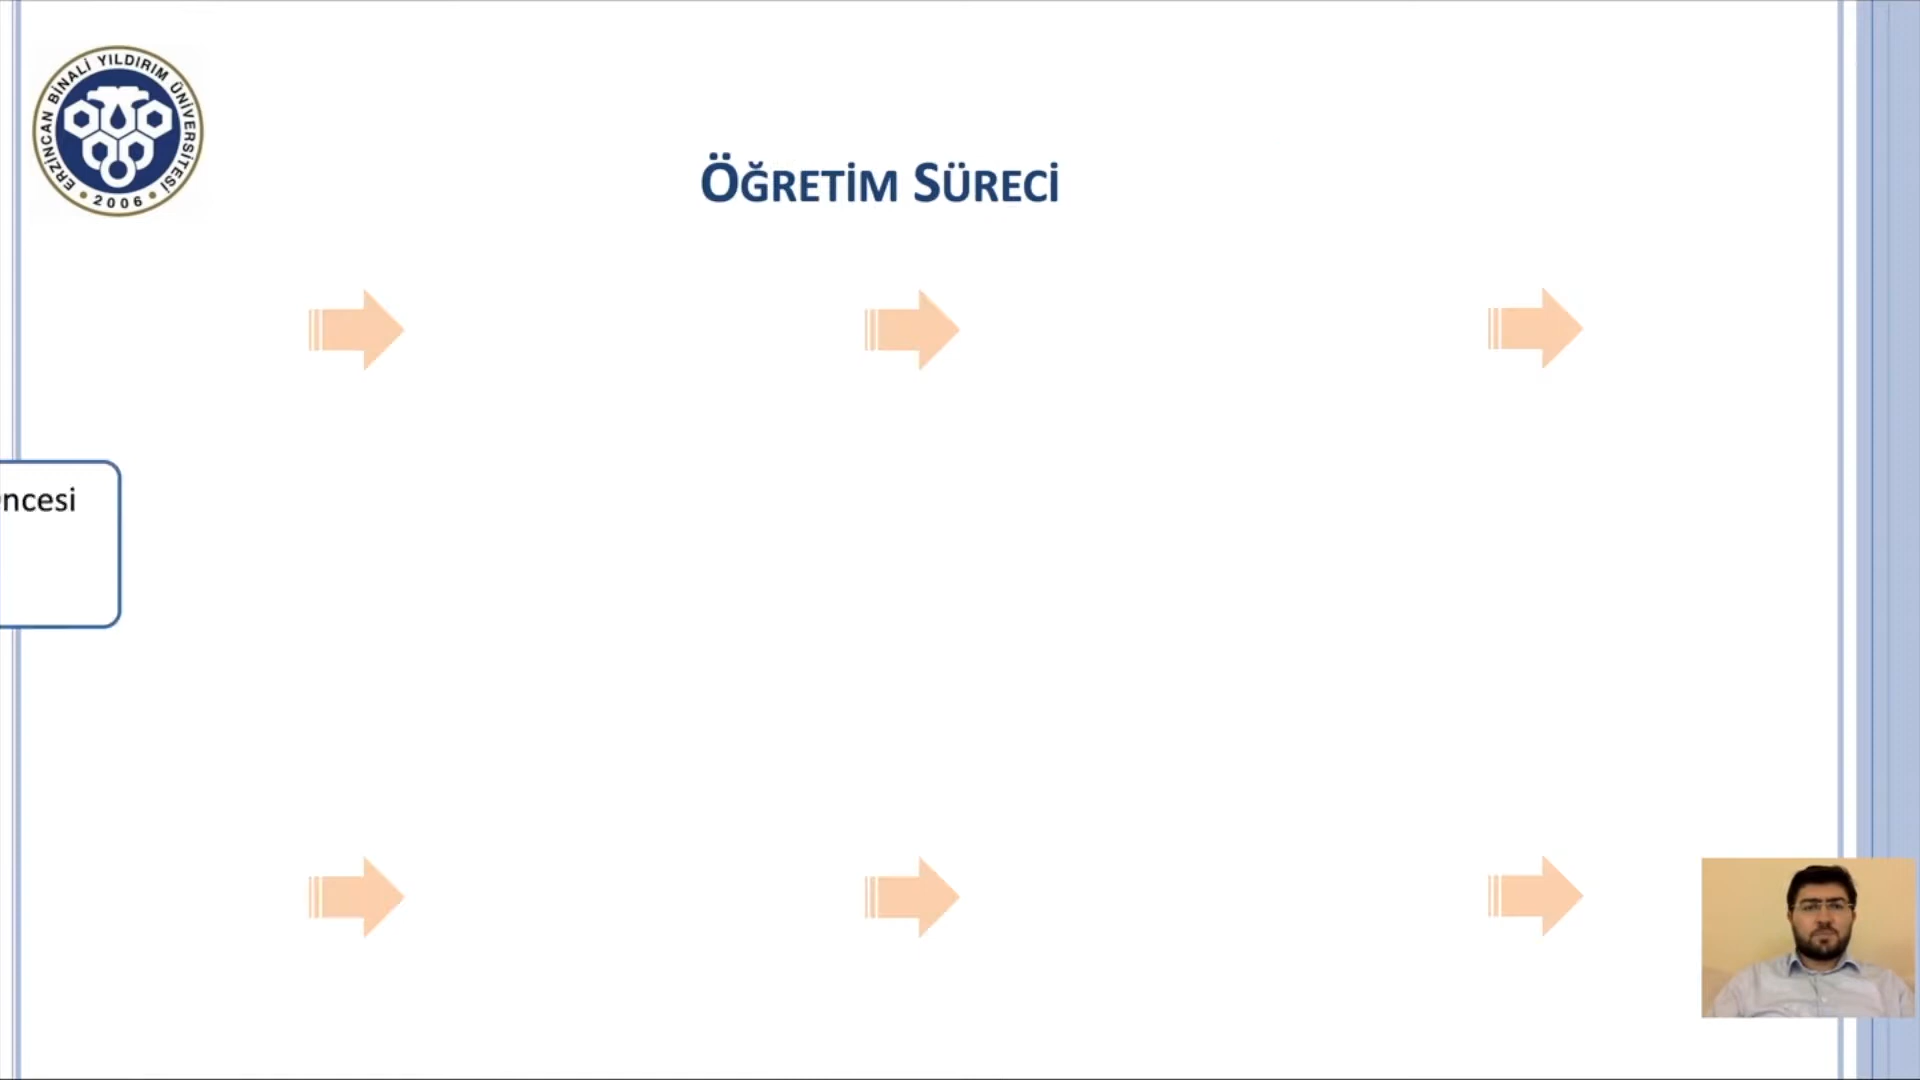 ERZİNCAN BİNALİ YILDIRIM ÜNİVERSİTESİ
• 2006 •
ÖĞRETİM SÜRECİ
ncesi